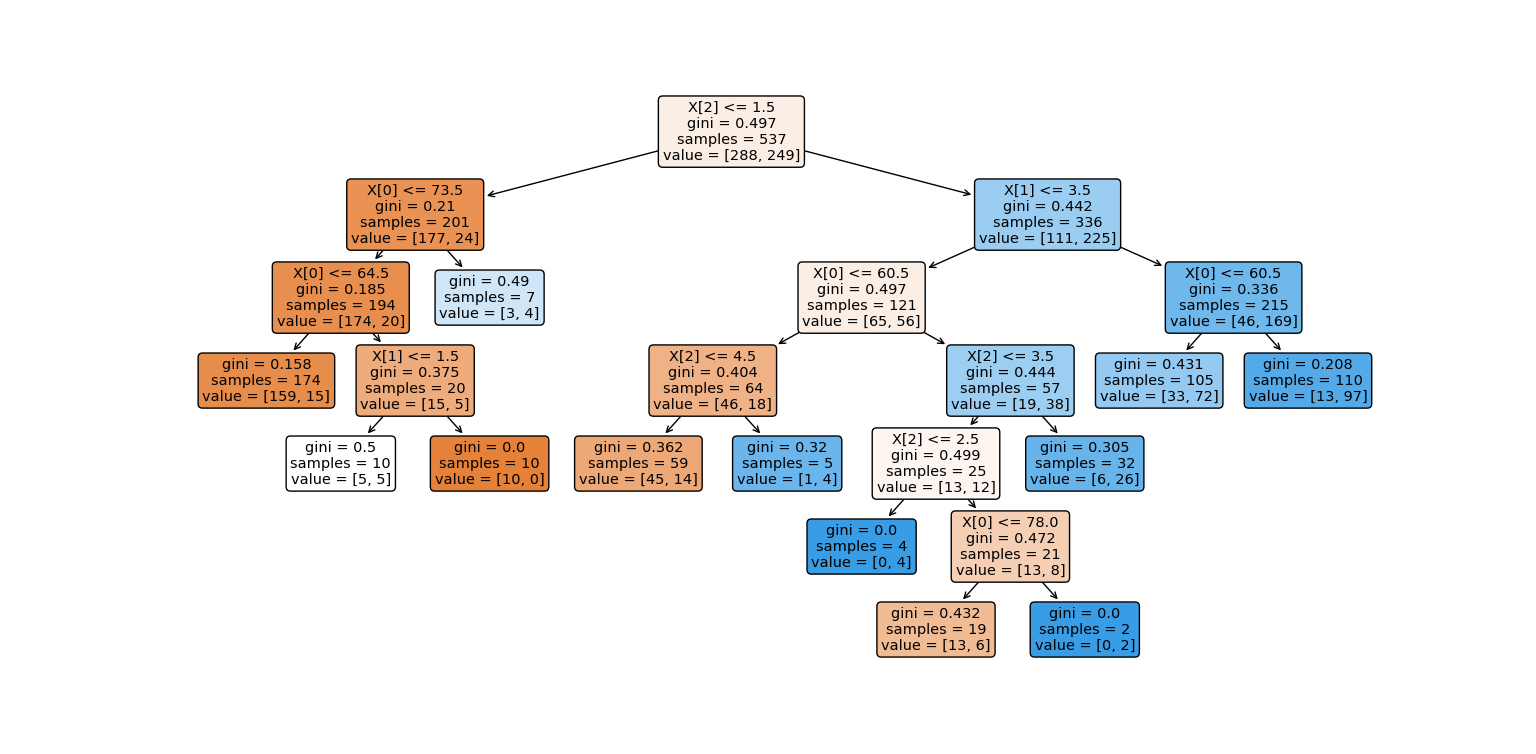 X[2] <= 1.5
gini = 0.497
samples = 537
value = [288, 249]
X[0] <= 73.5
gini = 0.21
samples = 201
value = [177, 24]
X[1] <= 3.5
gini = 0.442
samples = 336
value = [111, 225]
X[0] <= 64.5
gini = 0.185
samples = 194
value = [174, 20]
gini = 0.49
samples = 7
value = [3, 4]
X[0] <= 60.5
gini = 0.497
samples = 121
value = [65, 56]
X[0] <= 60.5
gini = 0.336
samples = 215
value = [46, 169]
gini = 0.158
samples = 174
value = [159, 15]
X[1] <= 1.5
gini = 0.375
samples = 20
value = [15, 5]
X[2] <= 4.5
gini = 0.404
samples = 64
value = [46, 18]
X[2] <= 3.5
gini = 0.444
samples = 57
value = [19, 38]
gini = 0.431
samples = 105
value = [33, 72]
gini = 0.208
samples = 110
value = [13, 97]
gini = 0.5
samples = 10
value = [5, 5]
gini = 0.0
samples = 10
value = [10, 0]
gini = 0.362
samples = 59
value = [45, 14]
gini = 0.32
samples = 5
value = [1, 4]
X[2] <= 2.5
gini = 0.499
samples = 25
value = [13, 12]
gini = 0.305
samples = 32
value = [6, 26]
gini = 0.0
samples = 4
value = [0, 4]
X[0] <= 78.0
gini = 0.472
samples = 21
value = [13, 8]
gini = 0.432
samples = 19
value = [13, 6]
gini = 0.0
samples = 2
value = [0, 2]